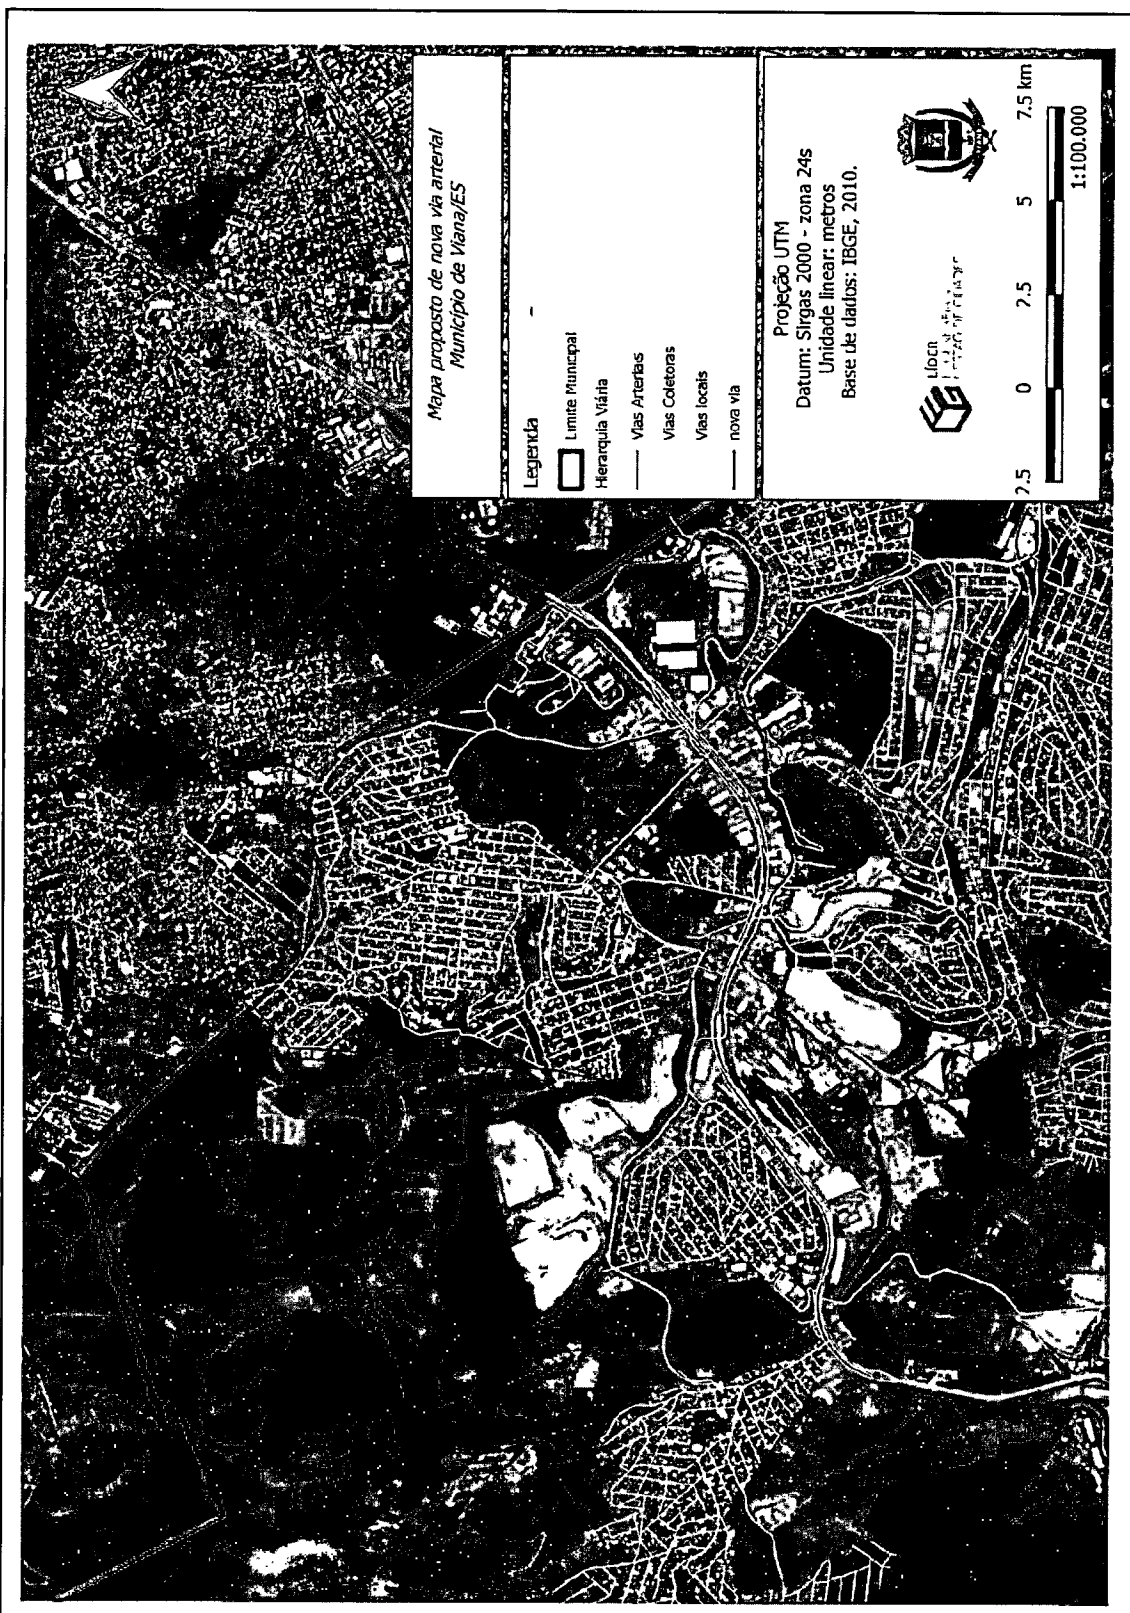 Mapa proposto de nova via arterial
Município de Viana/ES
Legenda
Limite Municipal
Hierarquia Viária
Vias Arterias
Vias Coletoras
Vias locais
nova via
Projeção UTM
Datum: Sirgas 2000 - zona 24s
Unidade linear: metros
Base de dados: IBGE, 2010.
LÍDER
2.5 0 2.5 5 7.5 km
1:100.000